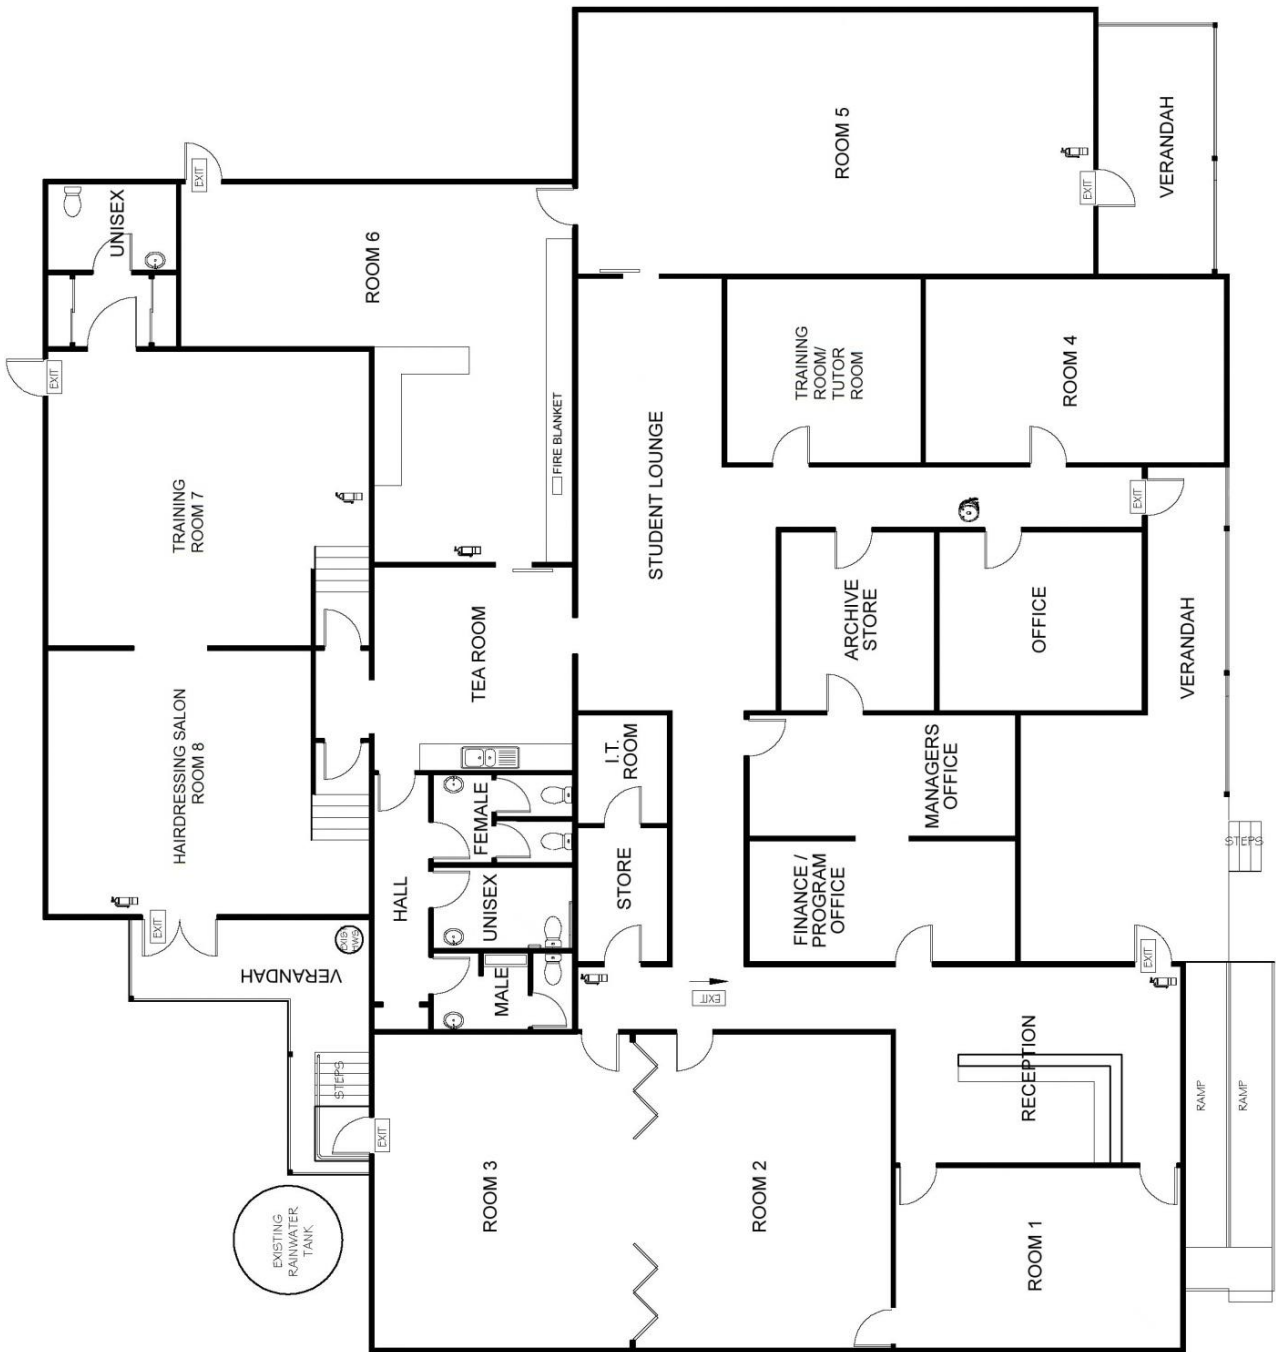 ROOM 5
VERANDAH
EXIT
UNISEX
EXIT
ROOM 6
EXIT
TRAINING
ROOM/
TUTOR
ROOM
ROOM 4
FIRE BLANKET
STUDENT LOUNGE
TRAINING
ROOM 7
EXIT
ARCHIVE
STORE
OFFICE
VERANDAH
TEA ROOM
HAIRDRESSING SALON
ROOM 8
I.T.
ROOM
MANAGERS
OFFICE
STEPS
FEMALE
HALL
UNISEX
STORE
FINANCE /
PROGRAM
OFFICE
EXIT
EXIST
HWS
VERANDAH
MALE
EXIT
EXIT
STEPS
RECEPTION
RAMP
RAMP
EXIT
ROOM 3
ROOM 2
ROOM 1
EXISTING
RAINWATER
TANK